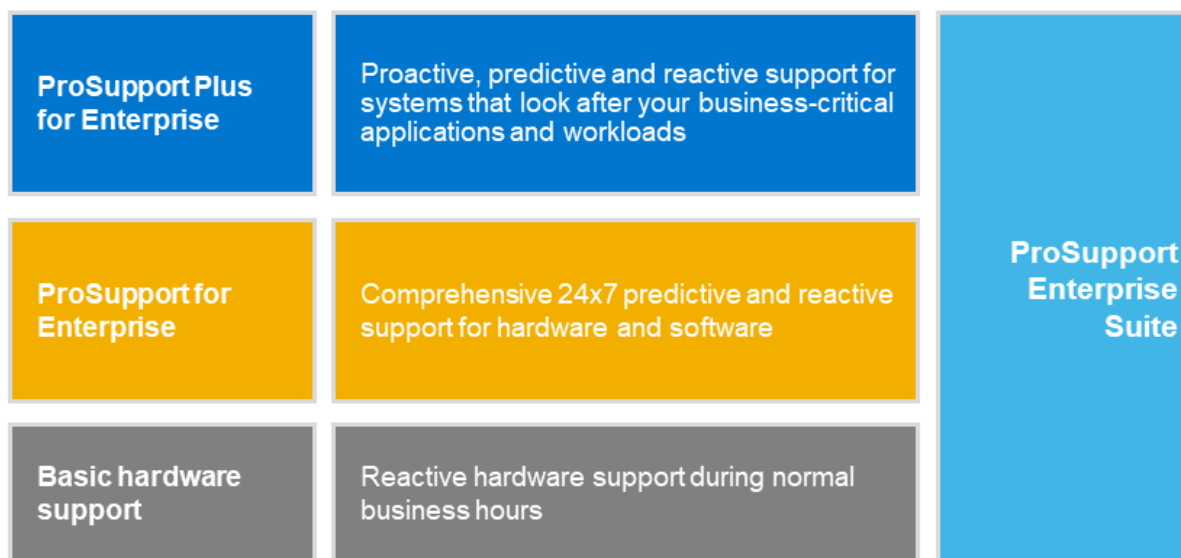 ProSupport Plus
for Enterprise
Proactive, predictive and reactive support for
systems that look after your business-critical
applications and workloads
ProSupport for
Enterprise
Comprehensive 24x7 predictive and reactive
support for hardware and software
Basic hardware
support
Reactive hardware support during normal
business hours
ProSupport
Enterprise
Suite